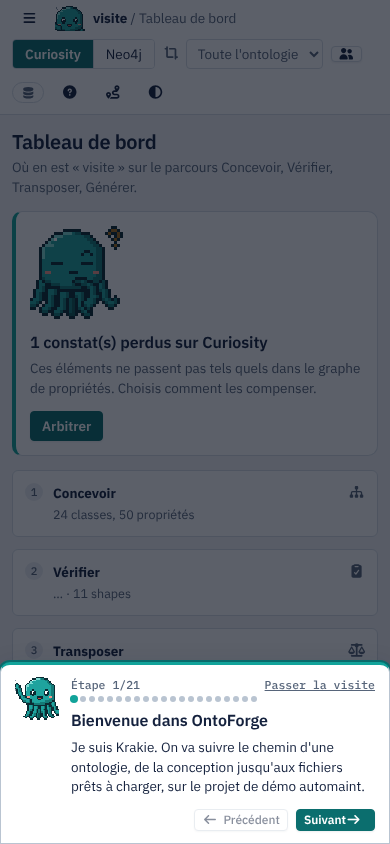 visite / Tableau de bord
Curiosity Neo4j Toute l'ontologie
Tableau de bord
Où en est « visite » sur le parcours Concevoir, Vérifier,
Transposer, Générer.
?
1 constat(s) perdus sur Curiosity
Ces éléments ne passent pas tels quels dans le graphe
de propriétés. Choisis comment les compenser.
Arbitrer
1 Concevoir
24 classes, 50 propriétés
2 Vérifier
... · 11 shapes
3 Transposer
Étape 1/21 Passer la visite
Bienvenue dans OntoForge
Je suis Krakie. On va suivre le chemin d'une
ontologie, de la conception jusqu'aux fichiers
prêts à charger, sur le projet de démo automaint.
← Précédent Suivant→